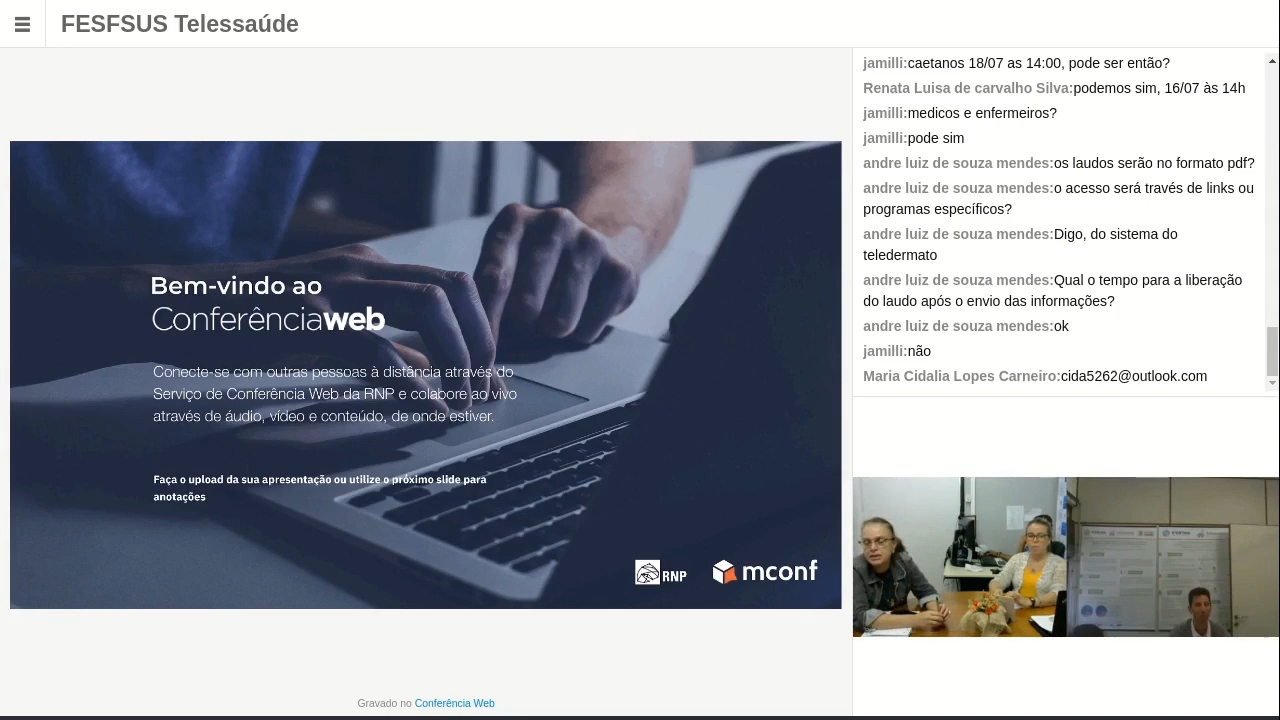 FESFSUS Telessaúde
Bem-vindo ao
Conferênciaweb
Conecte-se com outras pessoas à distância através do
Serviço de Conferência Web da RNP e colabore ao vivo
através de áudio, vídeo e conteúdo, de onde estiver.
Faça o upload da sua apresentação ou utilize o próximo slide para
anotações
RNP
mconf
Gravado no Conferência Web
jamilli:caetanos 18/07 as 14:00, pode ser então?
Renata Luisa de carvalho Silva:podemos sim, 16/07 às 14h
jamilli:medicos e enfermeiros?
jamilli:pode sim
andre luiz de souza mendes:os laudos serão no formato pdf?
andre luiz de souza mendes:o acesso será través de links ou
programas específicos?
andre luiz de souza mendes:Digo, do sistema do
teledermato
andre luiz de souza mendes:Qual o tempo para a liberação
do laudo após o envio das informações?
andre luiz de souza mendes:ok
jamilli:não
Maria Cidalia Lopes Carneiro:cida5262@outlook.com